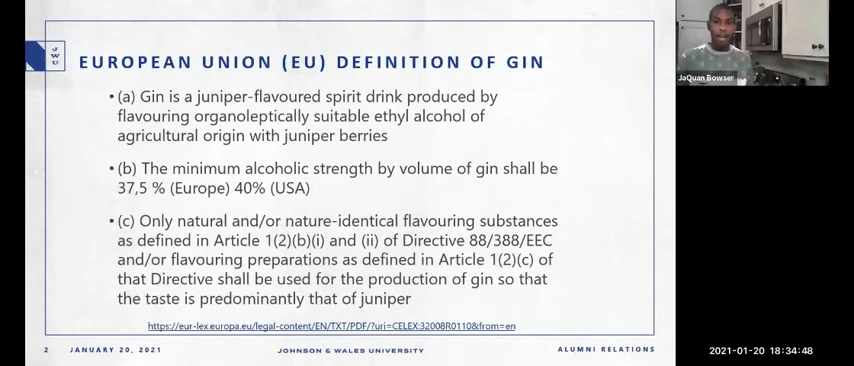 J
W
U
EUROPEAN UNION (EU) DEFINITION OF GIN
• (a) Gin is a juniper-flavoured spirit drink produced by
flavouring organoleptically suitable ethyl alcohol of
agricultural origin with juniper berries
• (b) The minimum alcoholic strength by volume of gin shall be
37,5 % (Europe) 40% (USA)
• (c) Only natural and/or nature-identical flavouring substances
as defined in Article 1(2)(b)(i) and (ii) of Directive 88/388/EEC
and/or flavouring preparations as defined in Article 1(2)(c) of
that Directive shall be used for the production of gin so that
the taste is predominantly that of juniper
https://eur-lex.europa.eu/legal-content/EN/TXT/PDF/?uri=CELEX:32008R0110&from=en
2 JANUARY 20, 2021 JOHNSON & WALES UNIVERSITY ALUMNI RELATIONS
JaQuan Bowser
2021-01-20 18:34:48